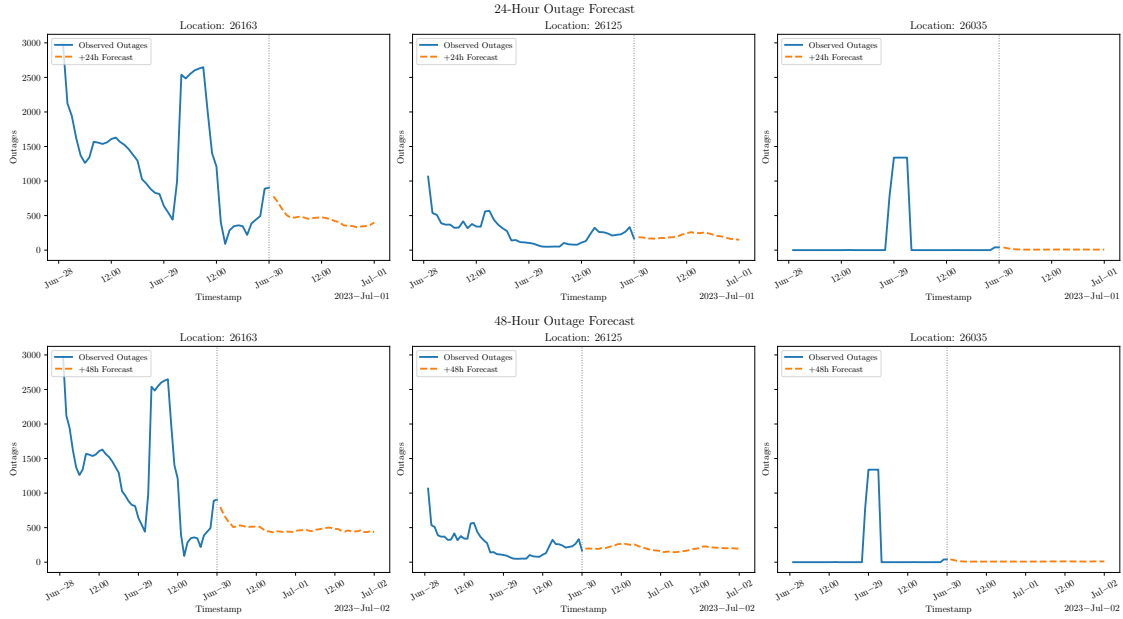 24-Hour Outage Forecast
Location: 26163
Location: 26125
Location: 26035
3000
2500
2000
1500
1000
500
0
Outages
Observed Outages
+24h Forecast
Outages
Observed Outages
+24h Forecast
Outages
Observed Outages
+24h Forecast
Jun−28
12:00
Jun−29
12:00
Jun−30
12:00
Jul−01
Jun−28
12:00
Jun−29
12:00
Jun−30
12:00
Jul−01
Jun−28
12:00
Jun−29
12:00
Jun−30
12:00
Jul−01
Timestamp
2023−Jul−01
Timestamp
2023−Jul−01
Timestamp
2023−Jul−01
48-Hour Outage Forecast
Location: 26163
Location: 26125
Location: 26035
3000
2500
2000
1500
1000
500
0
Outages
Observed Outages
+48h Forecast
Outages
Observed Outages
+48h Forecast
Outages
Observed Outages
+48h Forecast
Jun−28
12:00
Jun−29
12:00
Jun−30
12:00
Jul−01
12:00
Jul−02
Jun−28
12:00
Jun−29
12:00
Jun−30
12:00
Jul−01
12:00
Jul−02
Jun−28
12:00
Jun−29
12:00
Jun−30
12:00
Jul−01
12:00
Jul−02
Timestamp
2023−Jul−02
Timestamp
2023−Jul−02
Timestamp
2023−Jul−02